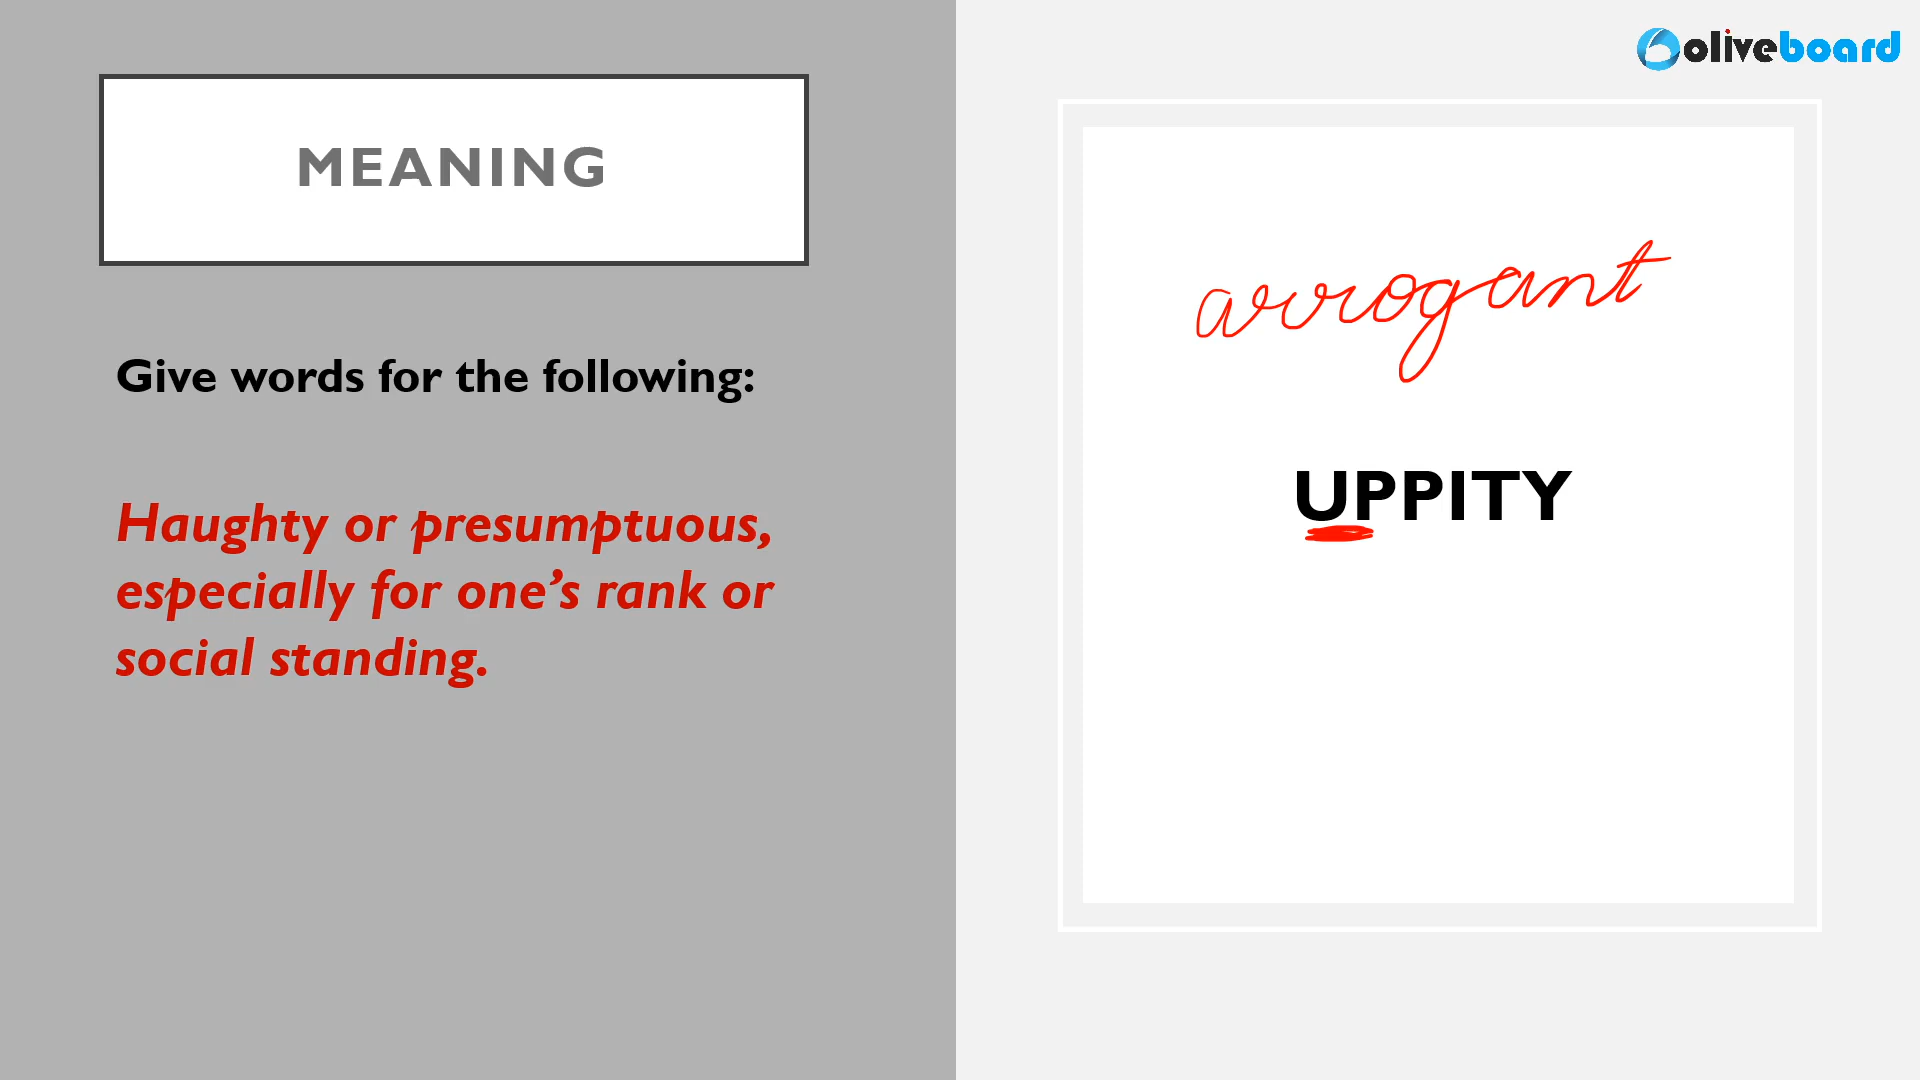 oliveboard
MEANING
Give words for the following:
Haughty or presumptuous,
especially for one’s rank or
social standing.
arrogant
UPPITY